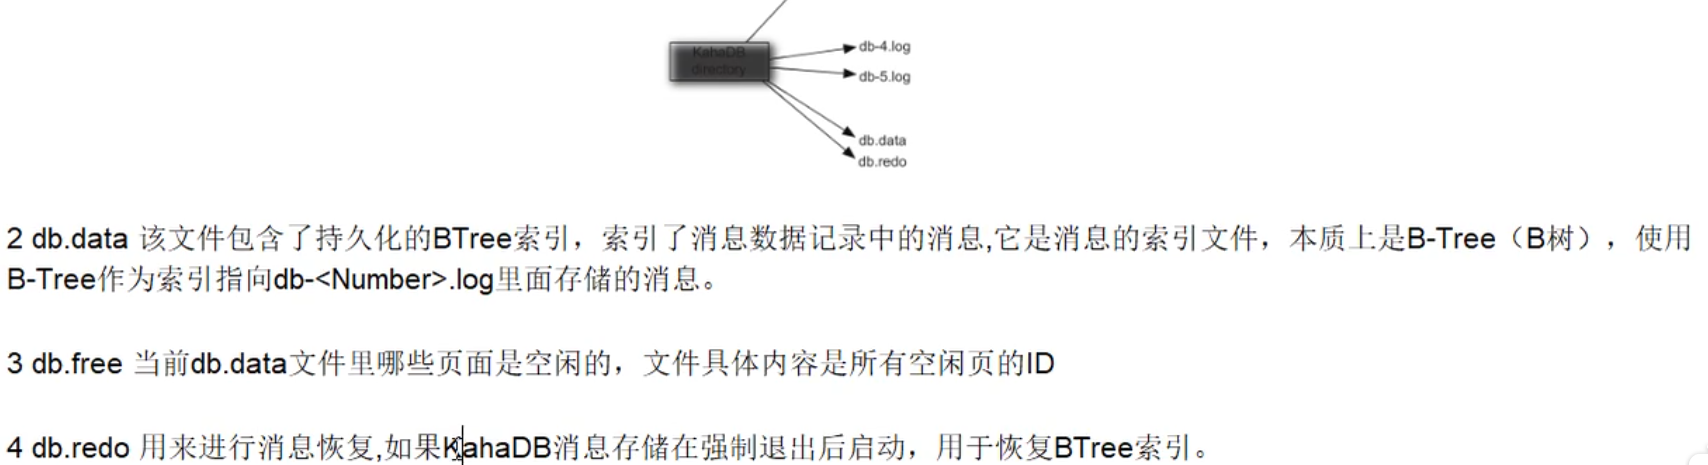 db-4.log
KahaDB
directory
db-5.log
db.data
db.redo
2 db.data 该文件包含了持久化的BTree索引，索引了消息数据记录中的消息,它是消息的索引文件，本质上是B-Tree（B树），使用
B-Tree作为索引指向db-<Number>.log里面存储的消息。
3 db.free 当前db.data文件里哪些页面是空闲的，文件具体内容是所有空闲页的ID
4 db.redo 用来进行消息恢复,如果KahaDB消息存储在强制退出后启动，用于恢复BTree索引。